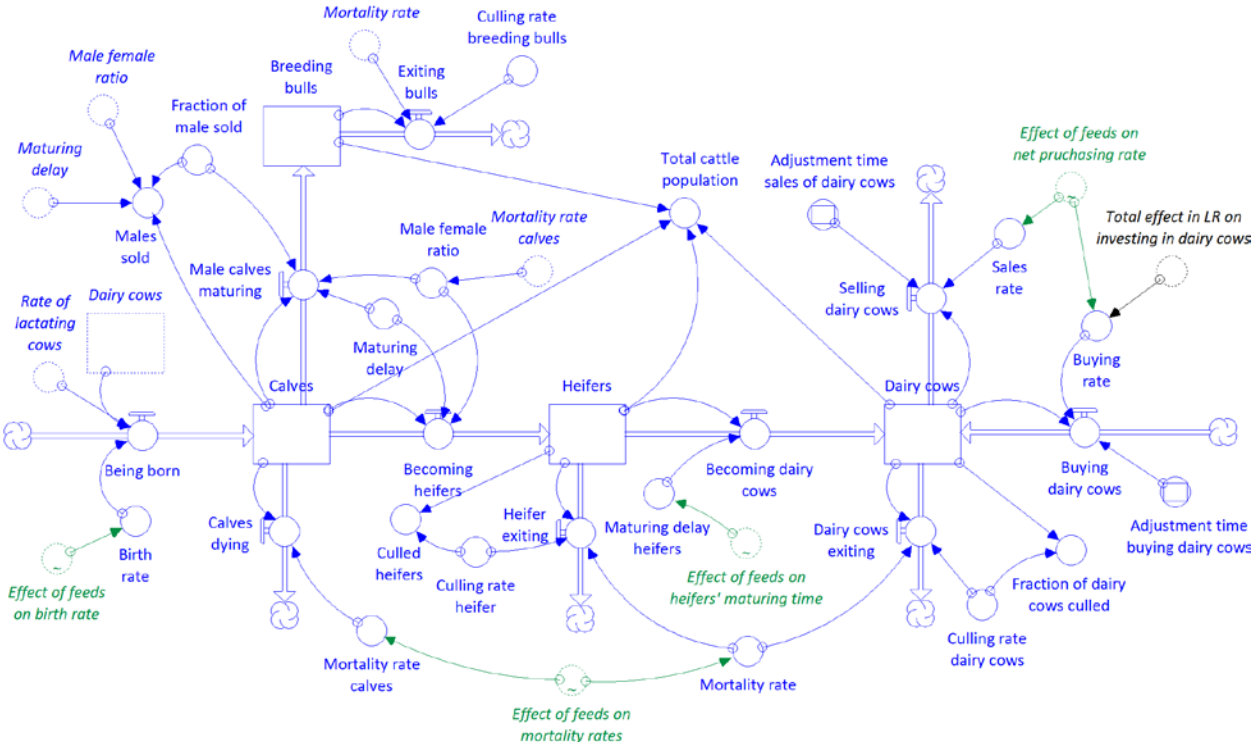 Mortality rate
Culling rate
breeding bulls
Male female
ratio
Breeding
bulls
Exiting
bulls
Fraction of
male sold
Effect of feeds on
net pruchasing rate
Maturing
delay
Total cattle
population
Adjustment time
sales of dairy cows
Males
sold
Male female
ratio
Mortality rate
calves
Total effect in LR on
investing in dairy cows
Male calves
maturing
Sales
rate
Selling
dairy cows
Rate of
lactating
cows
Dairy cows
Maturing
delay
Buying
rate
Calves
Heifers
Dairy cows
Being born
Becoming
heifers
Becoming dairy
cows
Buying
dairy cows
Calves
dying
Heifer
exiting
Maturing delay
heifers
Dairy cows
exiting
Adjustment time
buying dairy cows
Birth
rate
Culled
heifers
Culling rate
heifer
Effect of feeds
on birth rate
Effect of feeds on
heifers' maturing time
Fraction of dairy
cows culled
Culling rate
dairy cows
Mortality rate
calves
Mortality rate
Effect of feeds on
mortality rates